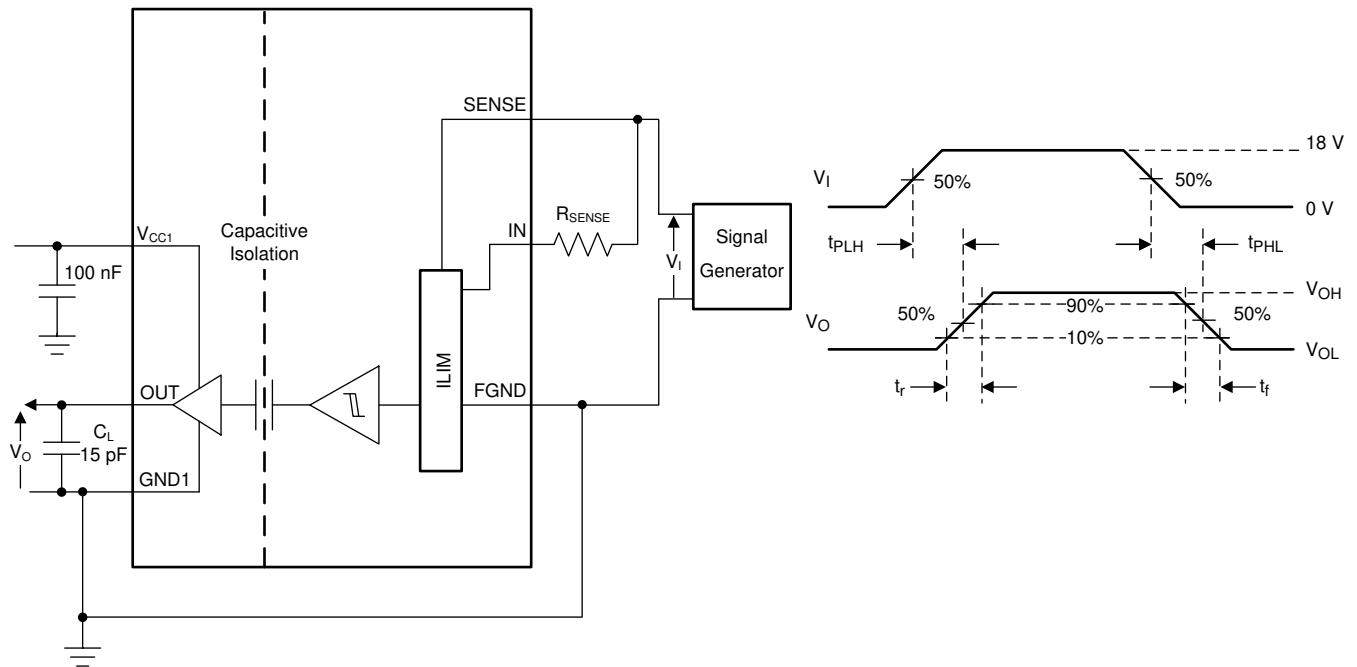 SENSE
18 V
V_I
50%
50%
0 V
R_SENSE
IN
Capacitive
Isolation
Signal
Generator
V_I
V_CC1
100 nF
t_PLH
t_PHL
V_OH
90%
50%
50%
V_O
10%
V_OL
ILIM
OUT
FGND
t_r
t_f
C_L
15 pF
V_O
GND1